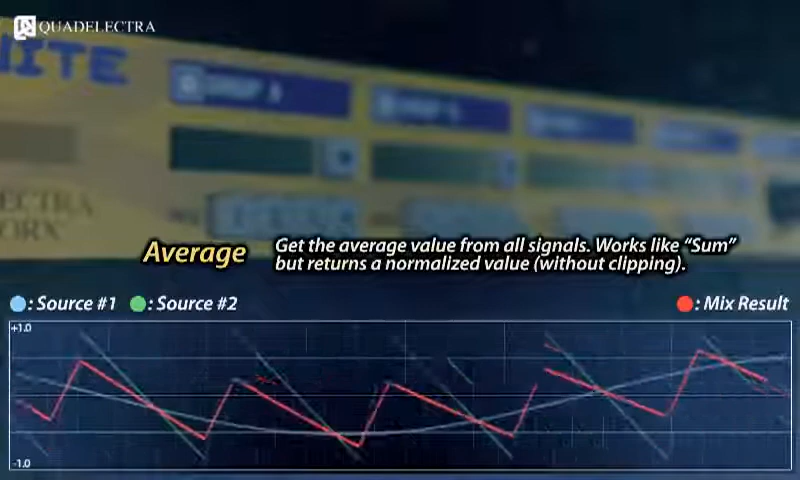 QUADELECTRA
Average
Get the average value from all signals. Works like “Sum”
but returns a normalized value (without clipping).
: Source #1 : Source #2 : Mix Result
+1.0
-1.0